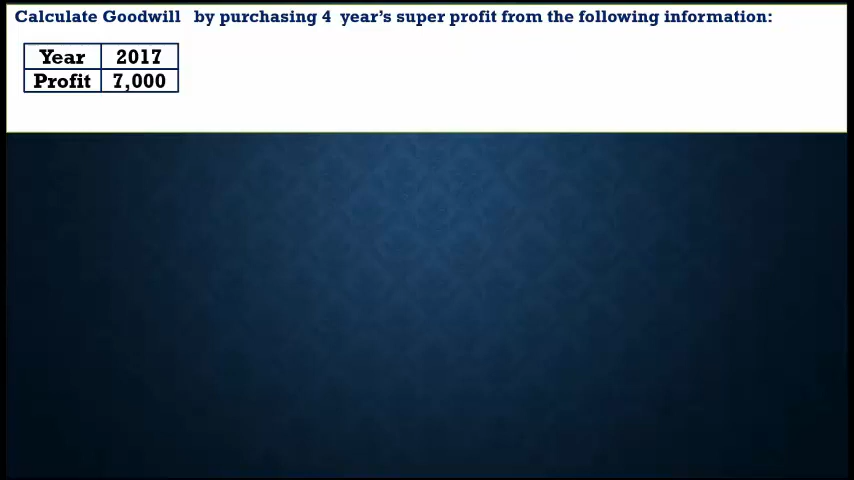 Calculate Goodwill by purchasing 4 year's super profit from the following information:
Year 2017
Profit 7,000